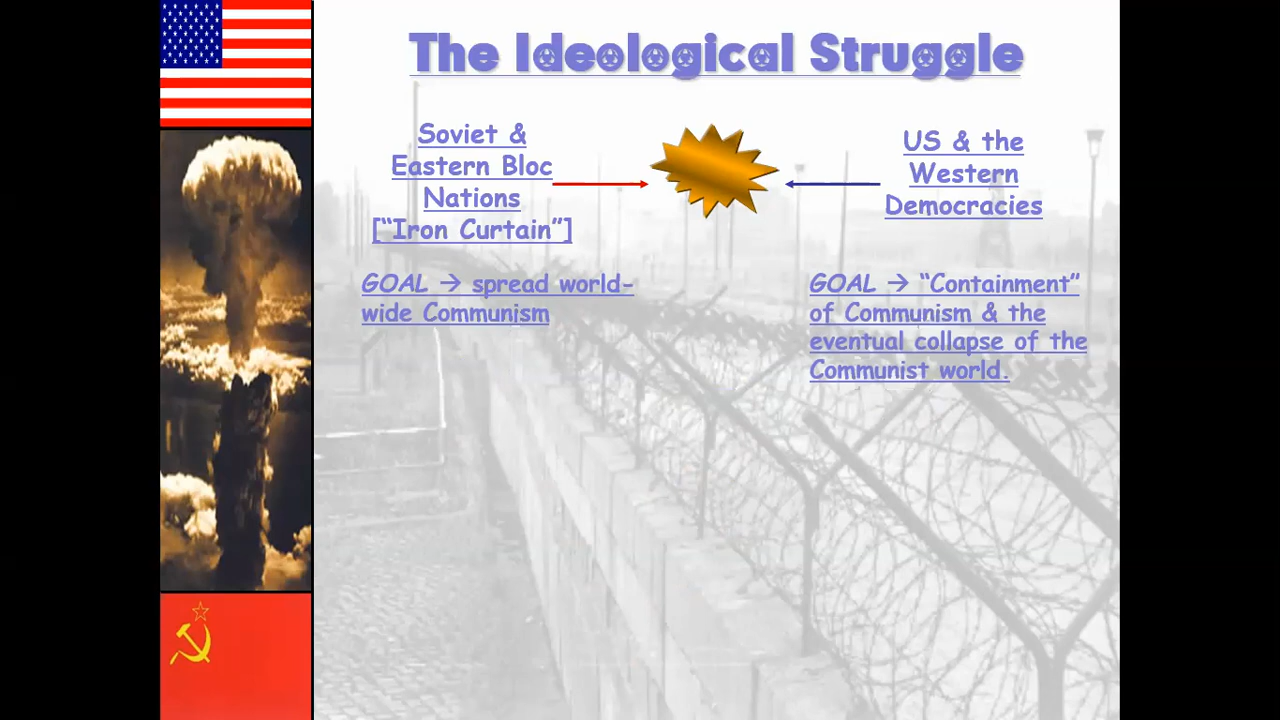 The Ideological Struggle
Soviet &
Eastern Bloc
Nations
[“Iron Curtain”]
US & the
Western
Democracies
GOAL → spread world-
wide Communism
GOAL → “Containment”
of Communism & the
eventual collapse of the
Communist world.